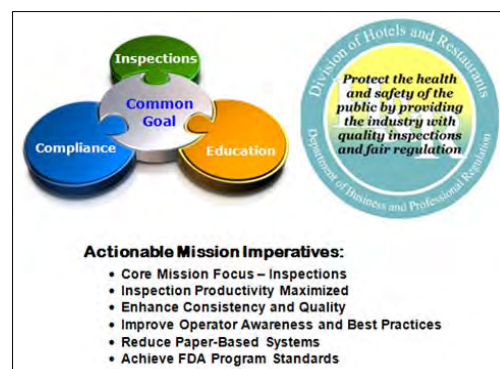 Inspections
Common
Goal
Compliance
Education
Division of Hotels and Restaurants
Protect the health
and safety of the
public by providing
the industry with
quality inspections
and fair regulation
Department of Business and Professional Regulation
Actionable Mission Imperatives:
• Core Mission Focus – Inspections
• Inspection Productivity Maximized
• Enhance Consistency and Quality
• Improve Operator Awareness and Best Practices
• Reduce Paper-Based Systems
• Achieve FDA Program Standards